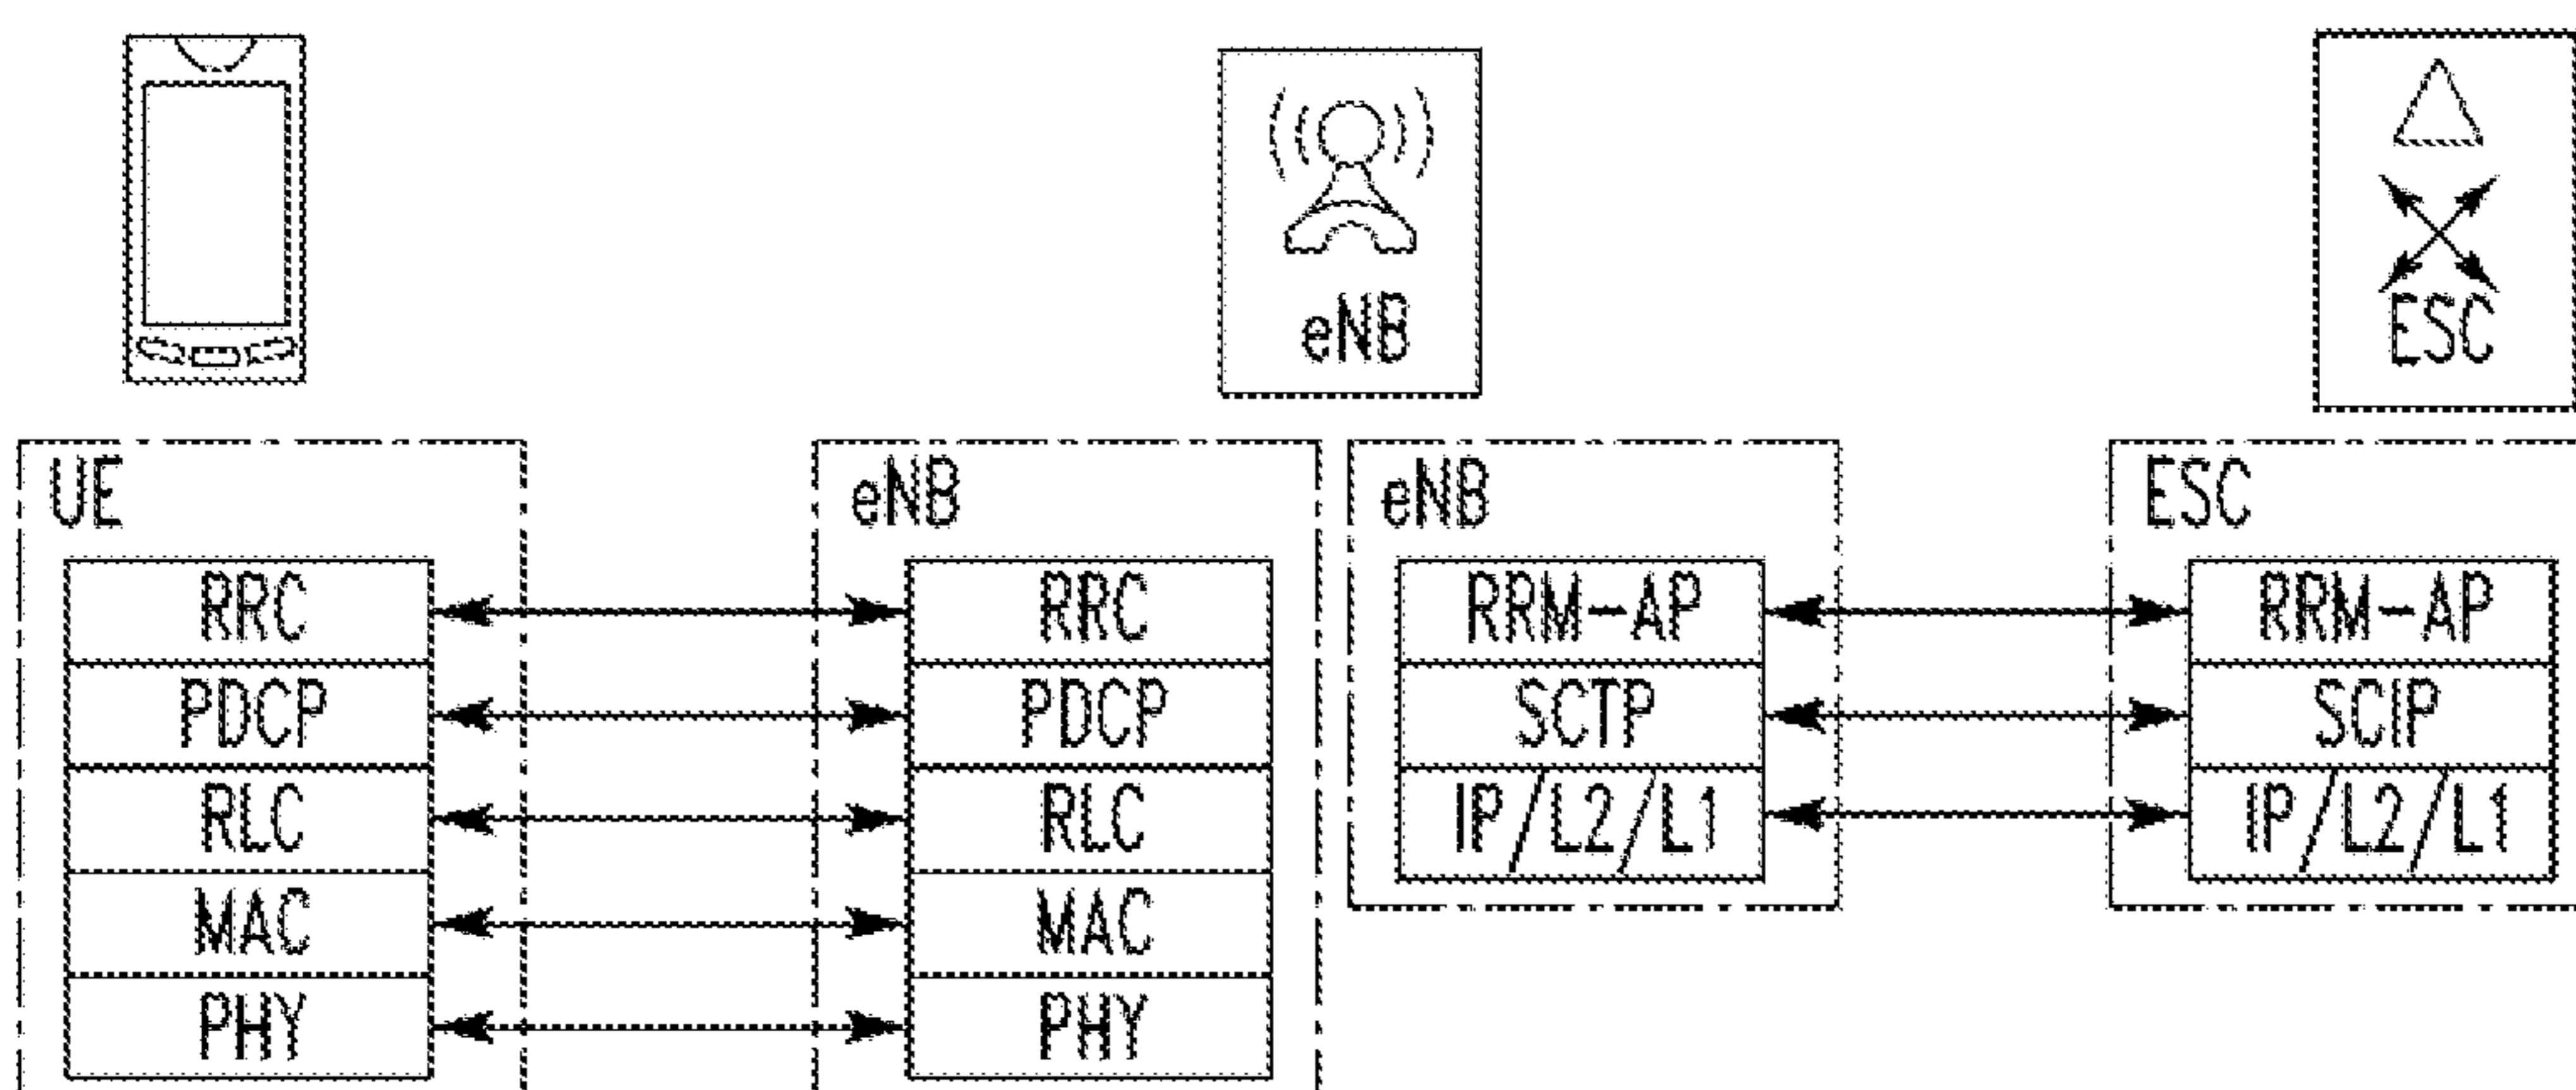 eNB
ESC
UE
eNB
eNB
ESC
RRC
RRC
RRM-AP
RRM-AP
PDCP
PDCP
SCTP
SCIP
RLC
RLC
IP/L2/L1
IP/L2/L1
MAC
MAC
PHY
PHY